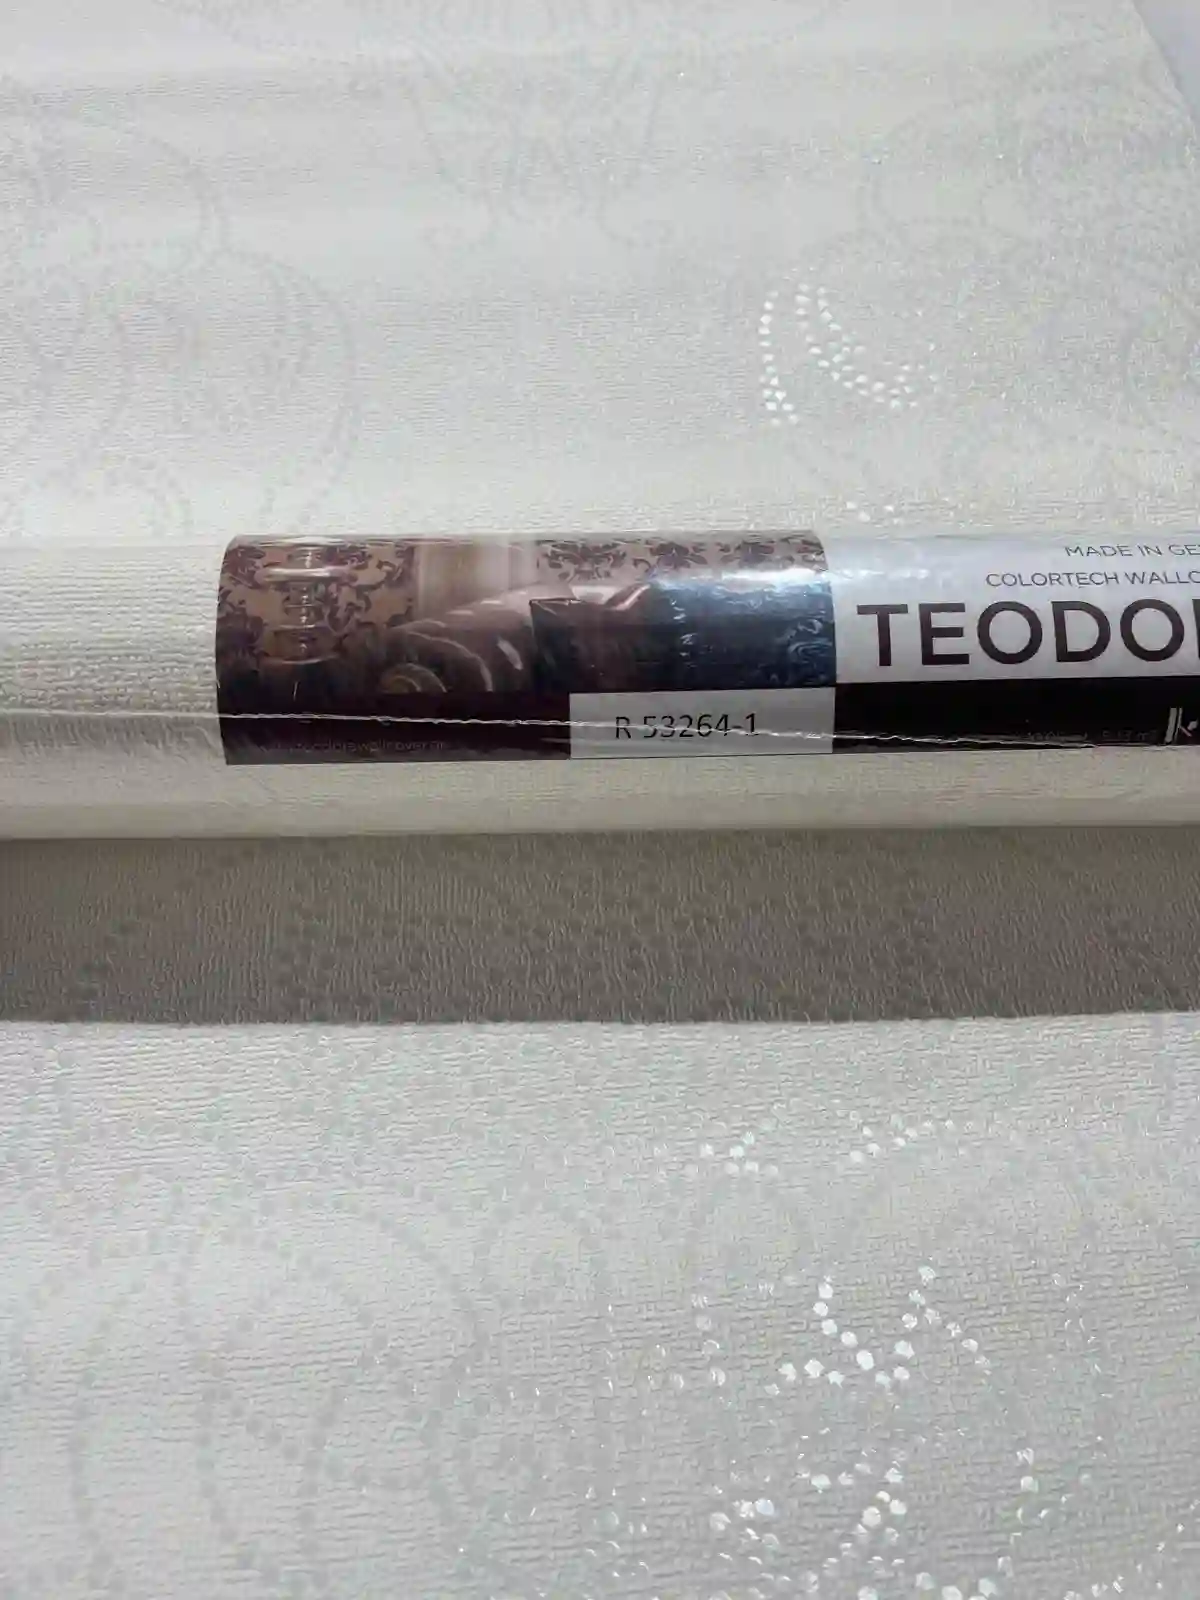 MADE IN GE
COLORTECH WALLC
TEODO
R 53264-1